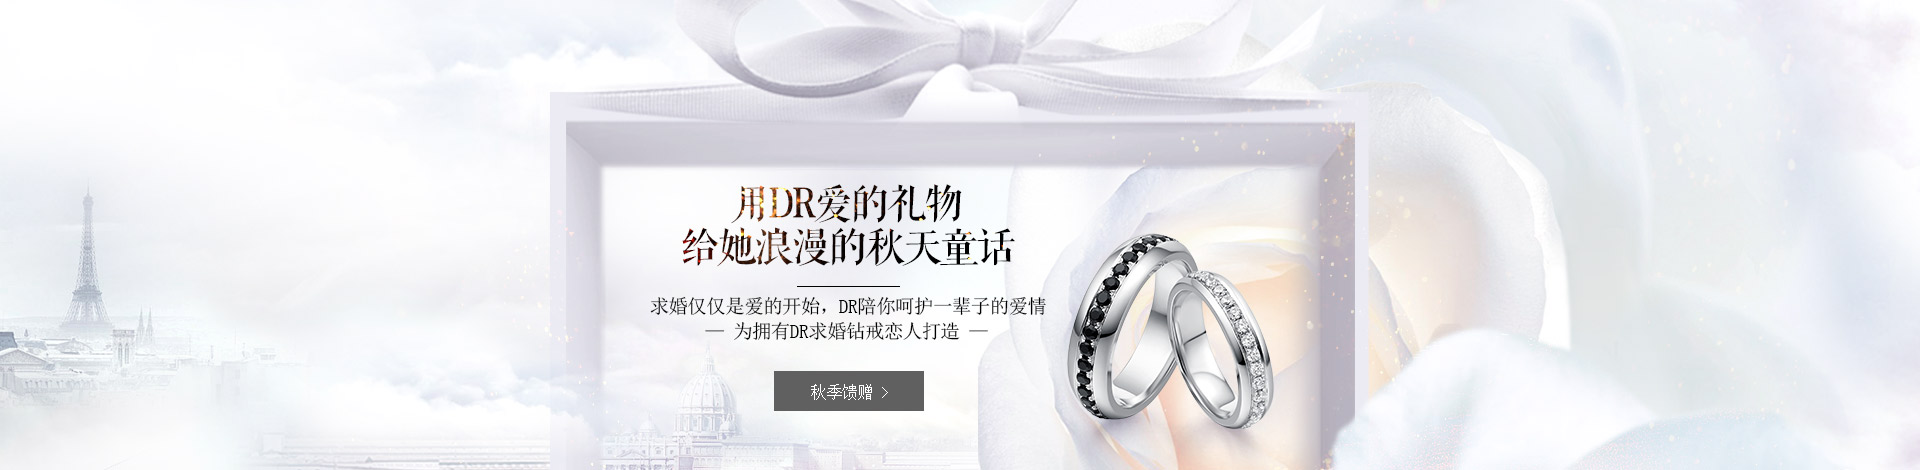 用DR爱的礼物
给她浪漫的秋天童话
求婚仅仅是爱的开始，DR陪你呵护一辈子的爱情
— 为拥有DR求婚钻戒恋人打造 —
秋季馈赠 >